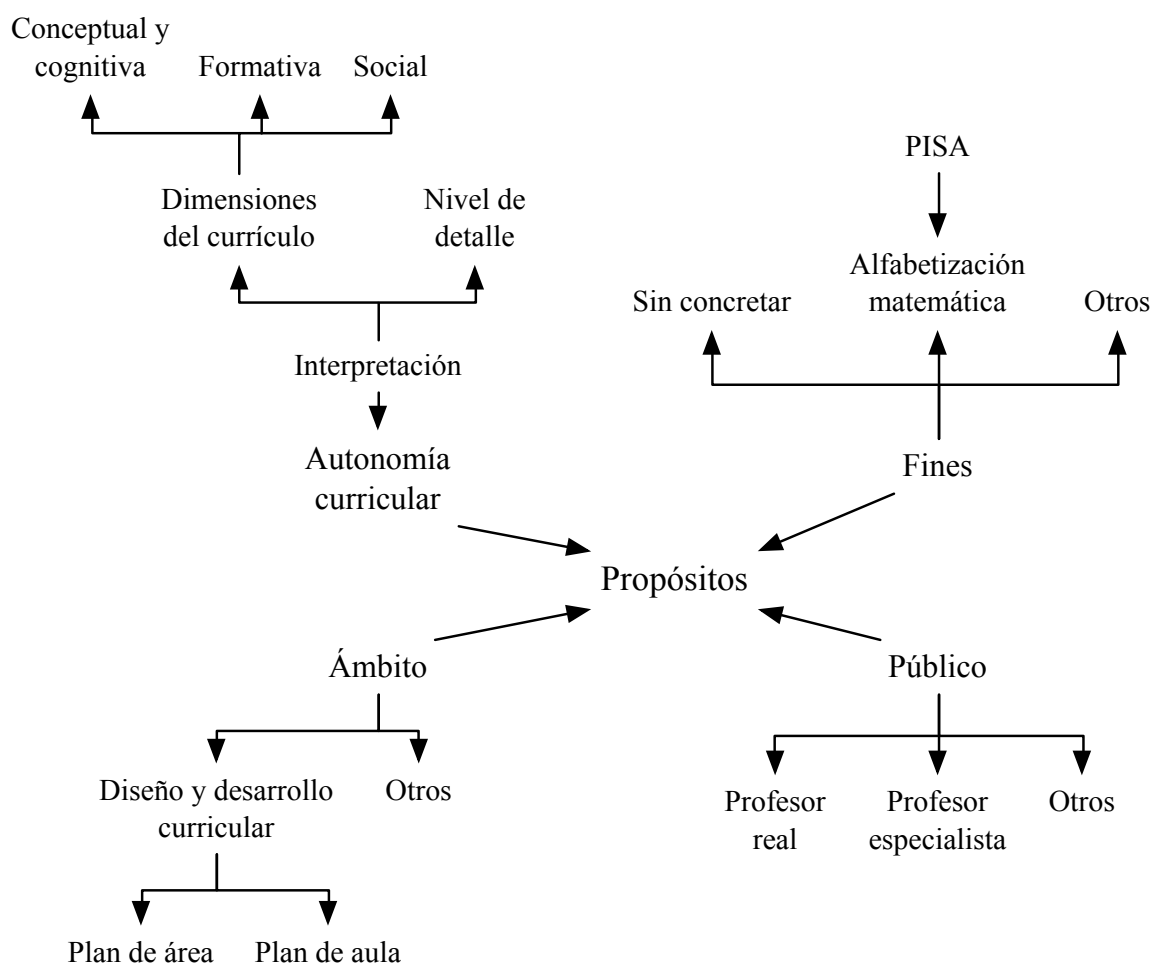 Conceptual y
cognitiva
Formativa
Social
PISA
Dimensiones
del currículo
Nivel de
detalle
Alfabetización
matemática
Sin concretar
Otros
Interpretación
Autonomía
curricular
Fines
Propósitos
Ámbito
Público
Diseño y desarrollo
curricular
Otros
Profesor
real
Profesor
especialista
Otros
Plan de área
Plan de aula